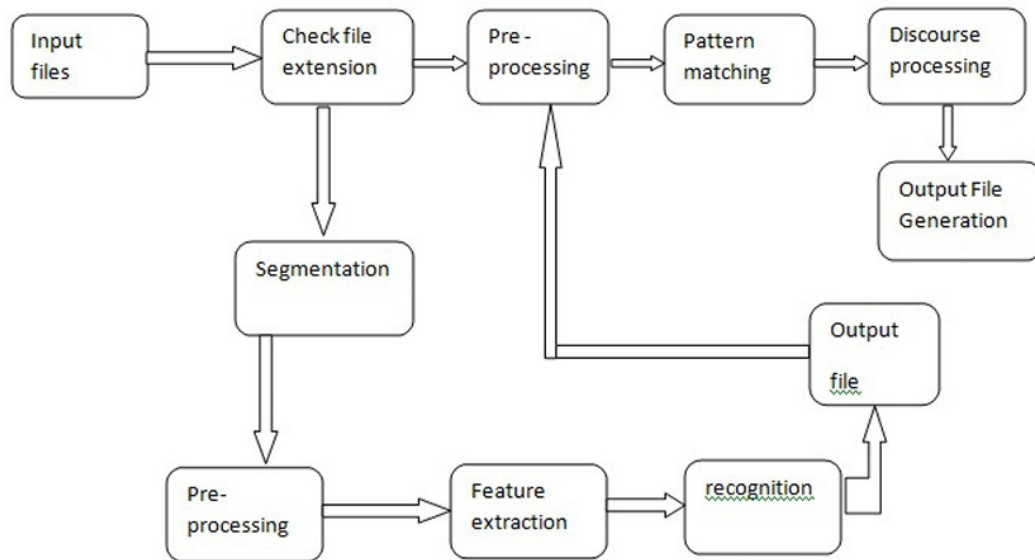 Input
files
Check file
extension
Pre -
processing
Pattern
matching
Discourse
processing
Output File
Generation
Segmentation
Output
file
Pre-
processing
Feature
extraction
recognition